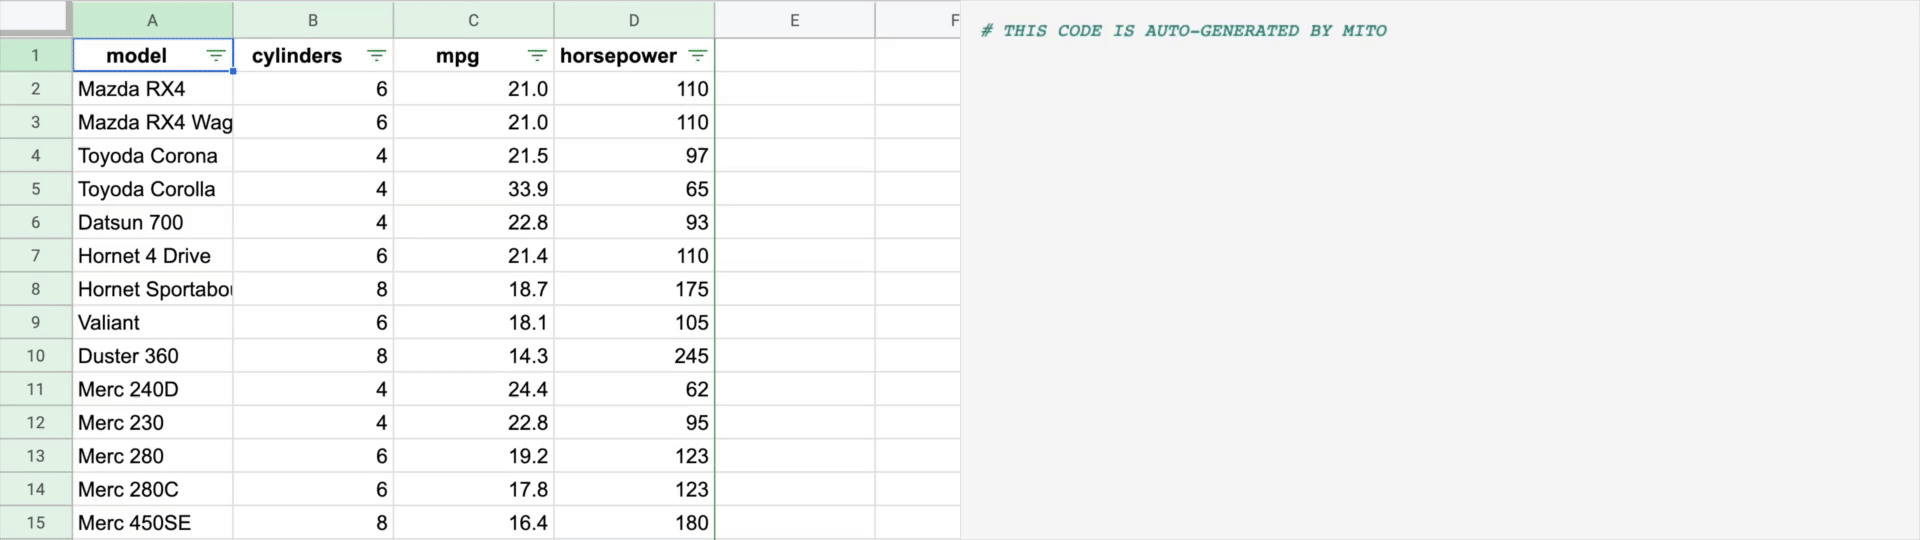 A B C D E F
1 model cylinders mpg horsepower
2 Mazda RX4 6 21.0 110
3 Mazda RX4 Wag 6 21.0 110
4 Toyoda Corona 4 21.5 97
5 Toyoda Corolla 4 33.9 65
6 Datsun 700 4 22.8 93
7 Hornet 4 Drive 6 21.4 110
8 Hornet Sportabou 8 18.7 175
9 Valiant 6 18.1 105
10 Duster 360 8 14.3 245
11 Merc 240D 4 24.4 62
12 Merc 230 4 22.8 95
13 Merc 280 6 19.2 123
14 Merc 280C 6 17.8 123
15 Merc 450SE 8 16.4 180
# THIS CODE IS AUTO-GENERATED BY MITO